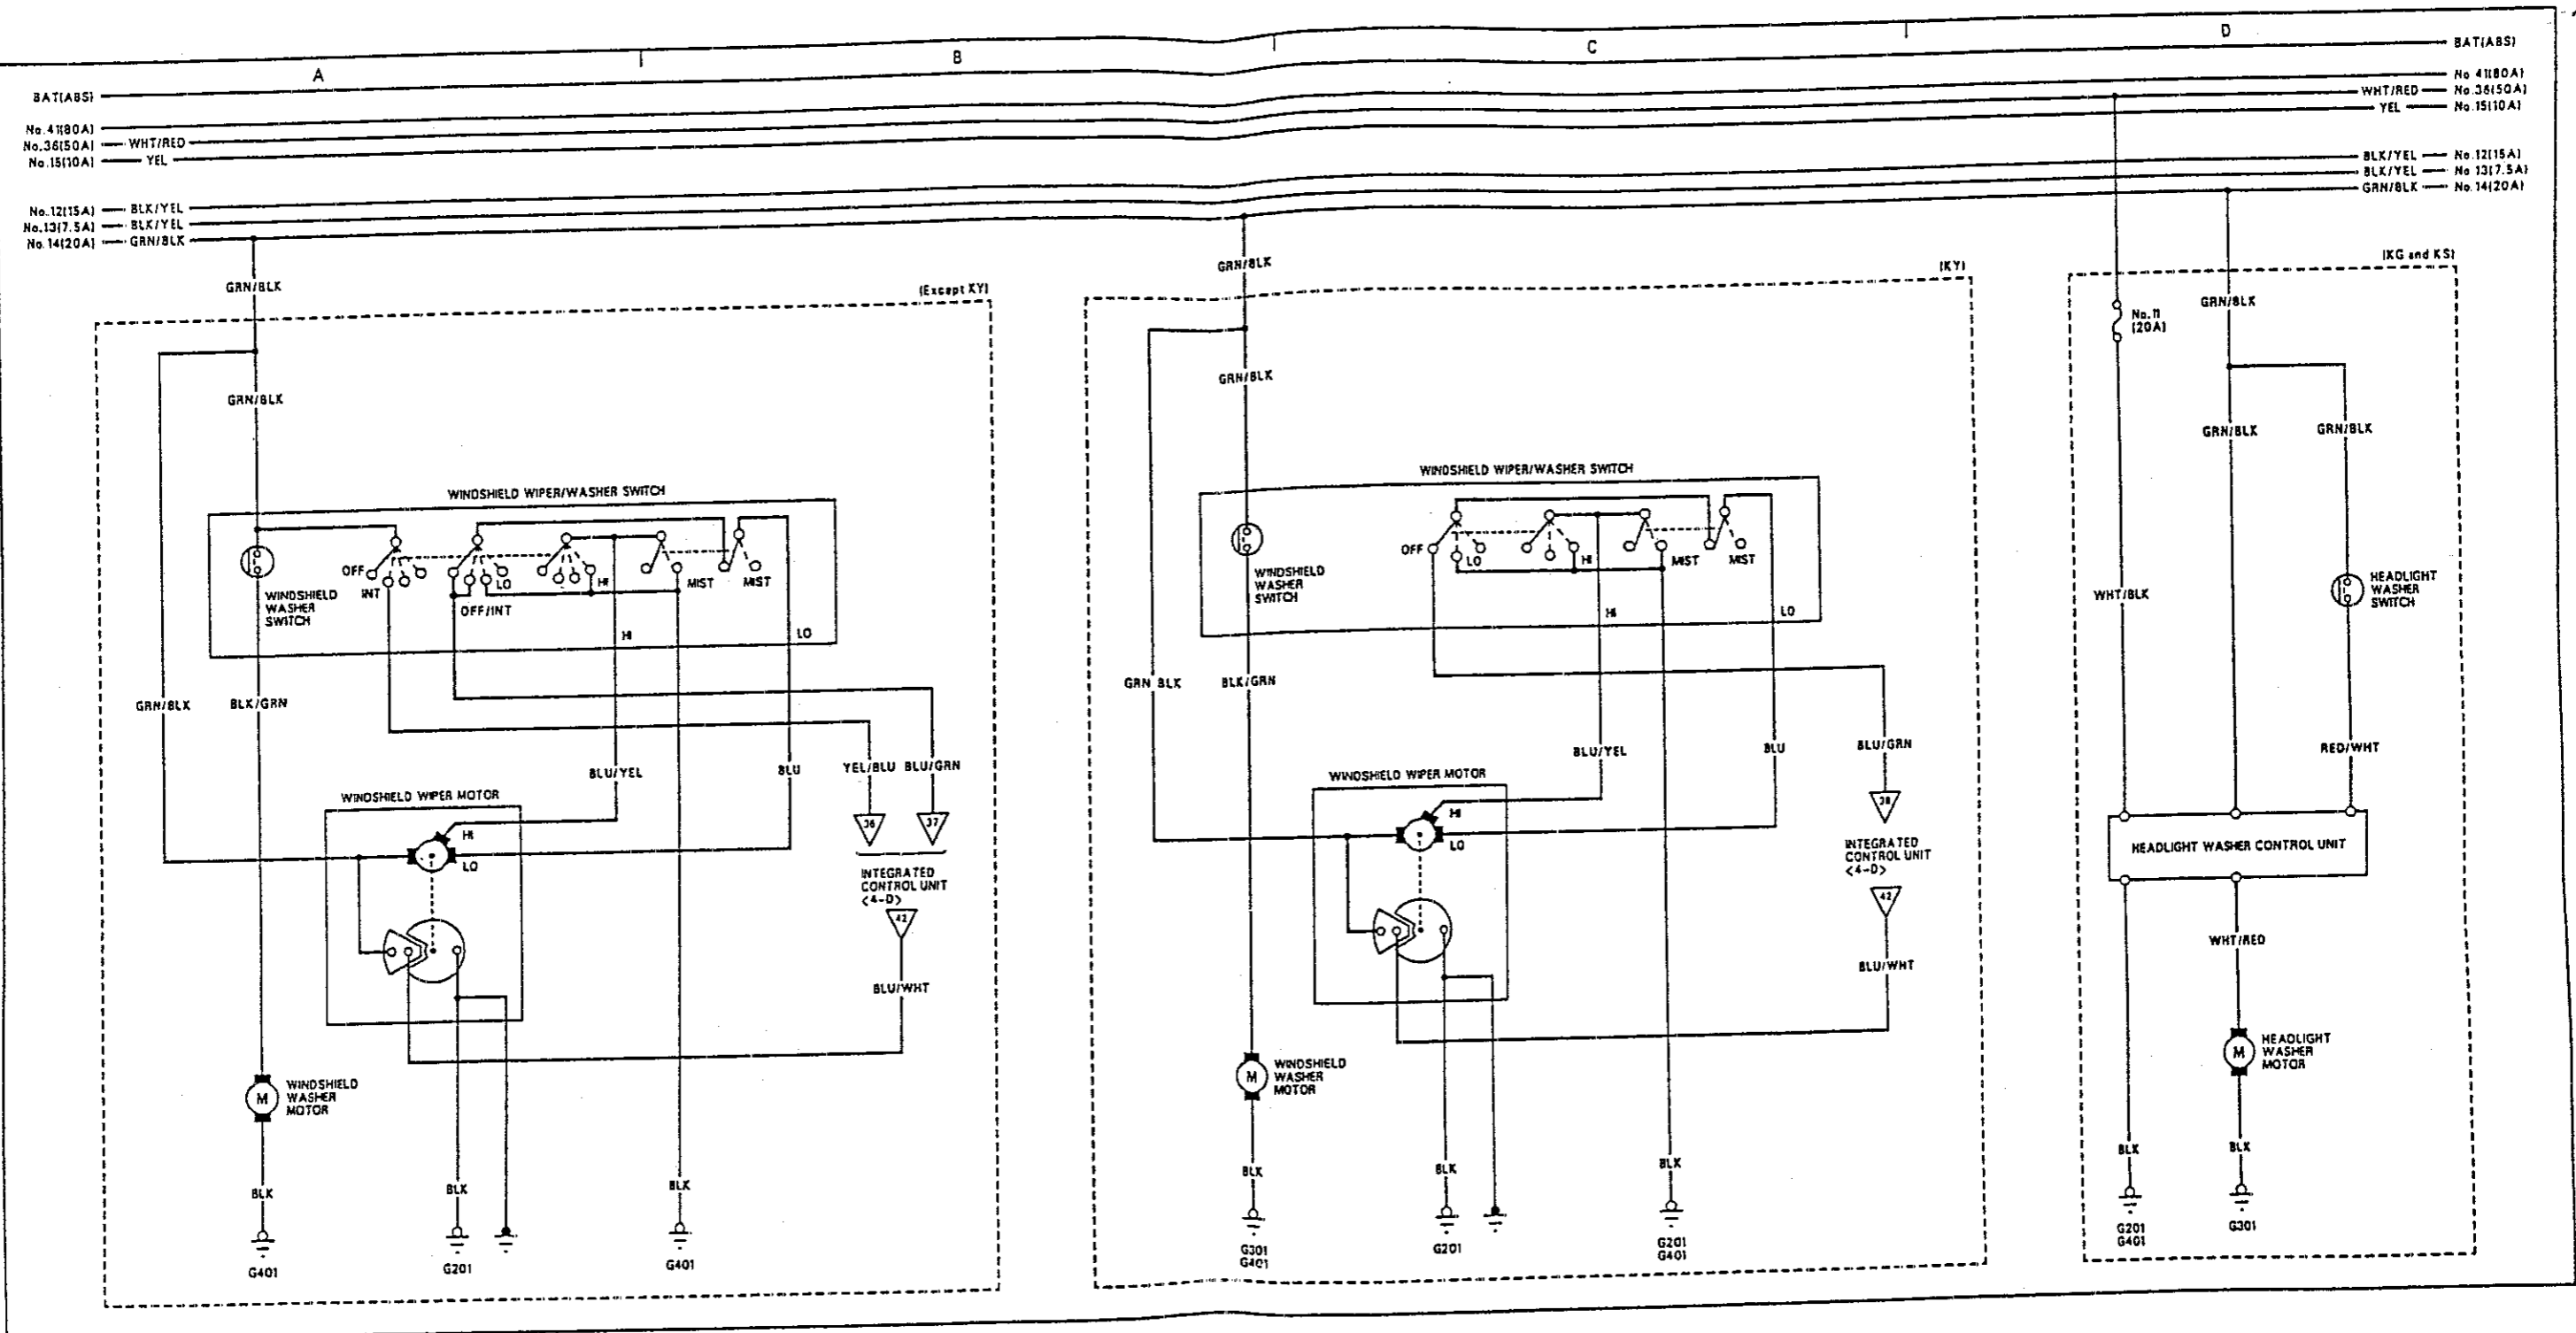 A
B
C
D
BAT(ABS)
No.41(80A)
No.36(50A) WHT/RED
No.15(10A) YEL
No.12(15A) BLK/YEL
No.13(7.5A) BLK/YEL
No.14(20A) GRN/BLK
BAT(ABS)
No 41(80A)
WHT/RED No.36(50A)
YEL No.15(10A)
BLK/YEL No.12(15A)
BLK/YEL No 13(7.5A)
GRN/BLK No.14(20A)
(Except KY)
GRN/BLK
GRN/BLK
WINDSHIELD WIPER/WASHER SWITCH
OFF
INT
LO
OFF/INT
HI
MIST
MIST
WINDSHIELD
WASHER
SWITCH
HI
LO
GRN/BLK
BLK/GRN
BLU/YEL
BLU
YEL/BLU
BLU/GRN
WINDSHIELD WIPER MOTOR
HI
LO
36
37
INTEGRATED
CONTROL UNIT
<4-D>
42
BLU/WHT
M
WINDSHIELD
WASHER
MOTOR
BLK
BLK
BLK
G401
G201
G401
(KY)
GRN/BLK
GRN/BLK
WINDSHIELD WIPER/WASHER SWITCH
OFF
LO
HI
MIST
MIST
WINDSHIELD
WASHER
SWITCH
HI
LO
GRN BLK
BLK/GRN
BLU/YEL
BLU
BLU/GRN
WINDSHIELD WIPER MOTOR
HI
LO
38
INTEGRATED
CONTROL UNIT
<4-D>
42
BLU/WHT
M
WINDSHIELD
WASHER
MOTOR
BLK
BLK
BLK
G301
G401
G201
G201
G401
(KG and KS)
No.11
(20A)
GRN/BLK
GRN/BLK
GRN/BLK
WHT/BLK
HEADLIGHT
WASHER
SWITCH
RED/WHT
HEADLIGHT WASHER CONTROL UNIT
WHT/RED
M
HEADLIGHT
WASHER
MOTOR
BLK
BLK
G201
G401
G301